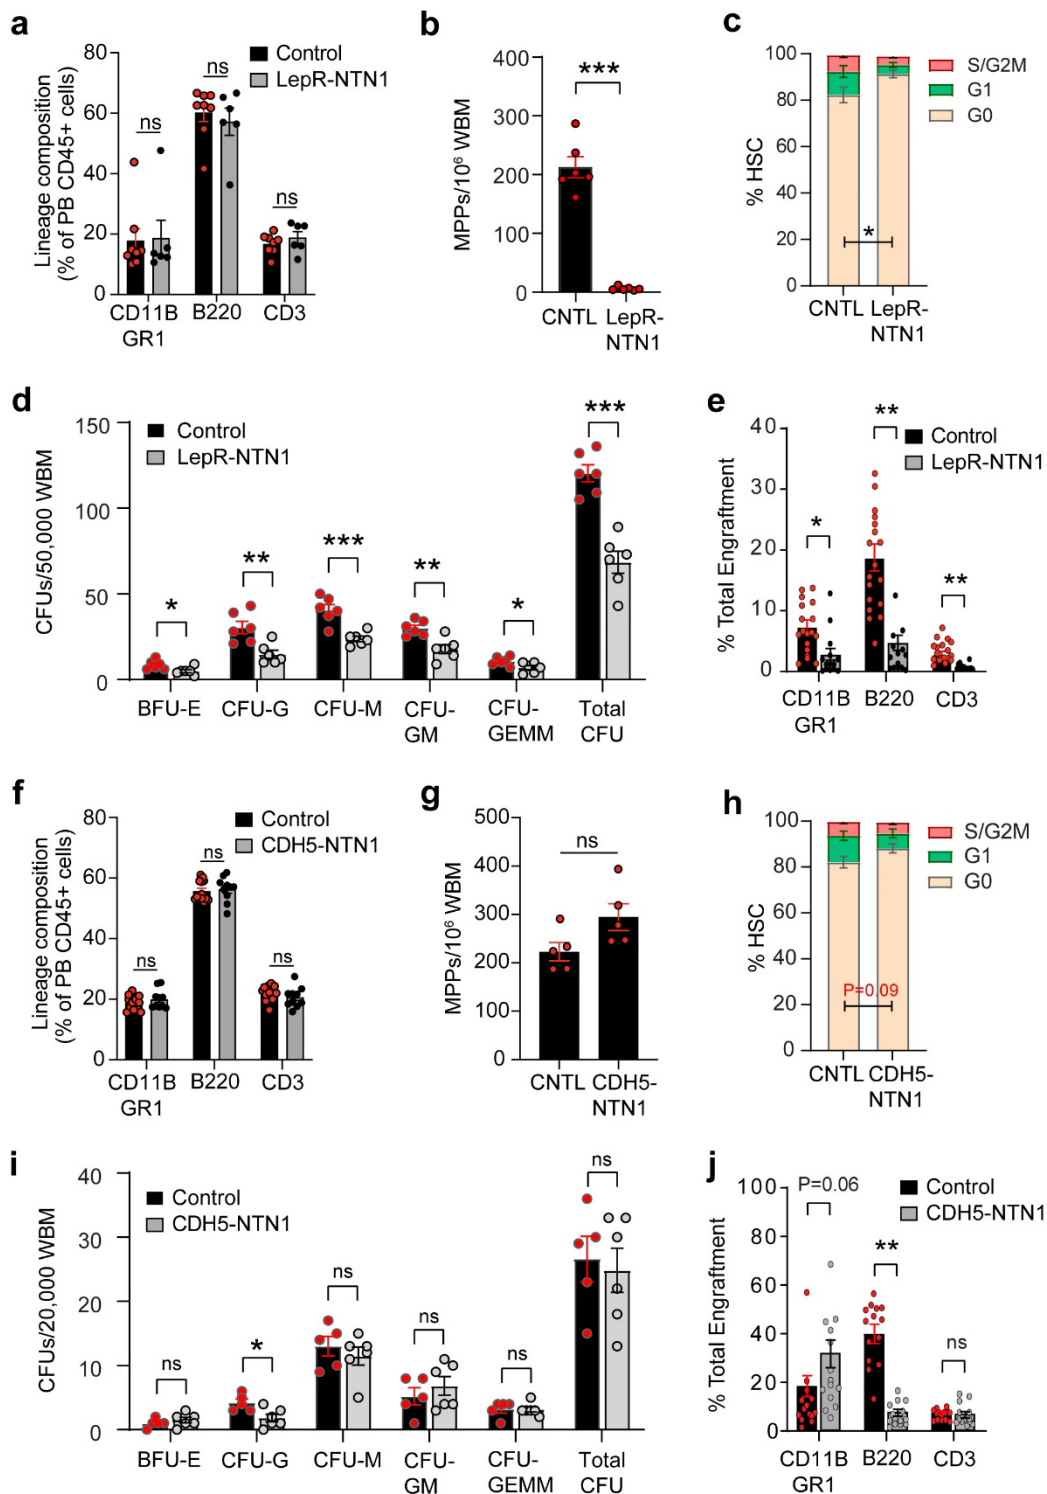 a
Lineage composition
(% of PB CD45+ cells)
80
60
40
20
0
Control
LepR-NTN1
ns
ns
ns
CD11B
GR1
B220
CD3
b
MPPs/10⁶ WBM
400
300
200
100
0
***
CNTL
LepR-
NTN1
c
% HSC
100
80
60
40
20
0
S/G2M
G1
G0
*
CNTL
LepR-
NTN1
d
CFUs/50,000 WBM
150
100
50
0
Control
LepR-NTN1
*
**
***
**
*
***
BFU-E
CFU-G
CFU-M
CFU-
GM
CFU-
GEMM
Total
CFU
e
% Total Engraftment
40
30
20
10
0
**
Control
LepR-NTN1
*
**
CD11B
GR1
B220
CD3
f
Lineage composition
(% of PB CD45+ cells)
80
60
40
20
0
Control
CDH5-NTN1
ns
ns
ns
CD11B
GR1
B220
CD3
g
MPPs/10⁶ WBM
500
400
300
200
100
0
ns
CNTL
CDH5-
NTN1
h
% HSC
100
80
60
40
20
0
S/G2M
G1
G0
P=0.09
CNTL
CDH5-
NTN1
i
CFUs/20,000 WBM
40
30
20
10
0
Control
CDH5-NTN1
ns
*
ns
ns
ns
ns
BFU-E
CFU-G
CFU-M
CFU-
GM
CFU-
GEMM
Total
CFU
j
% Total Engraftment
100
80
60
40
20
0
P=0.06
Control
CDH5-NTN1
**
ns
CD11B
GR1
B220
CD3